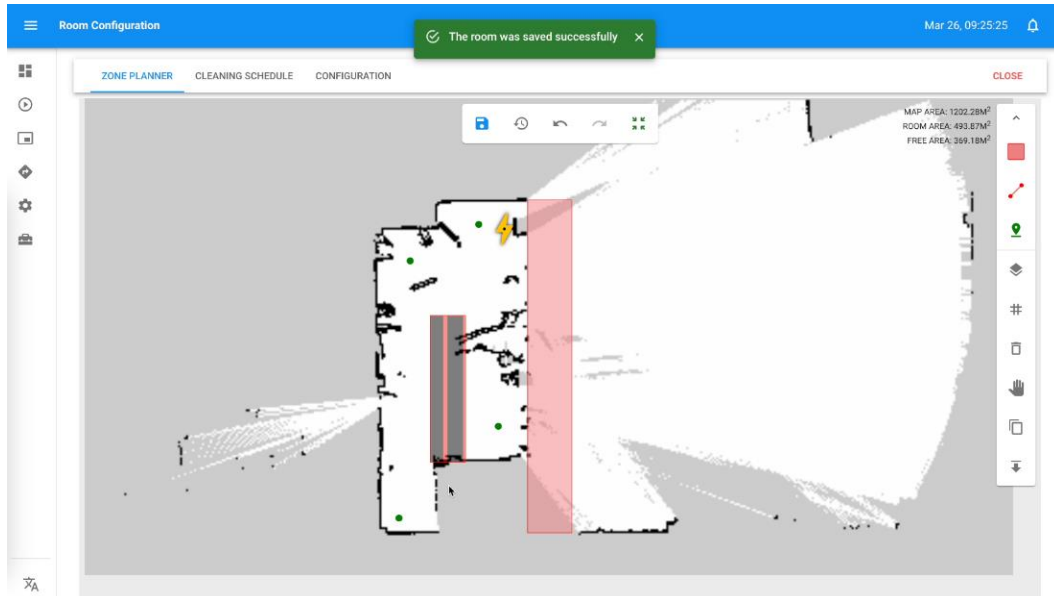 Room Configuration
The room was saved successfully
Mar 26, 09:25:25
ZONE PLANNER
CLEANING SCHEDULE
CONFIGURATION
CLOSE
MAP AREA: 1202.28M²
ROOM AREA: 493.87M²
FREE AREA: 369.18M²